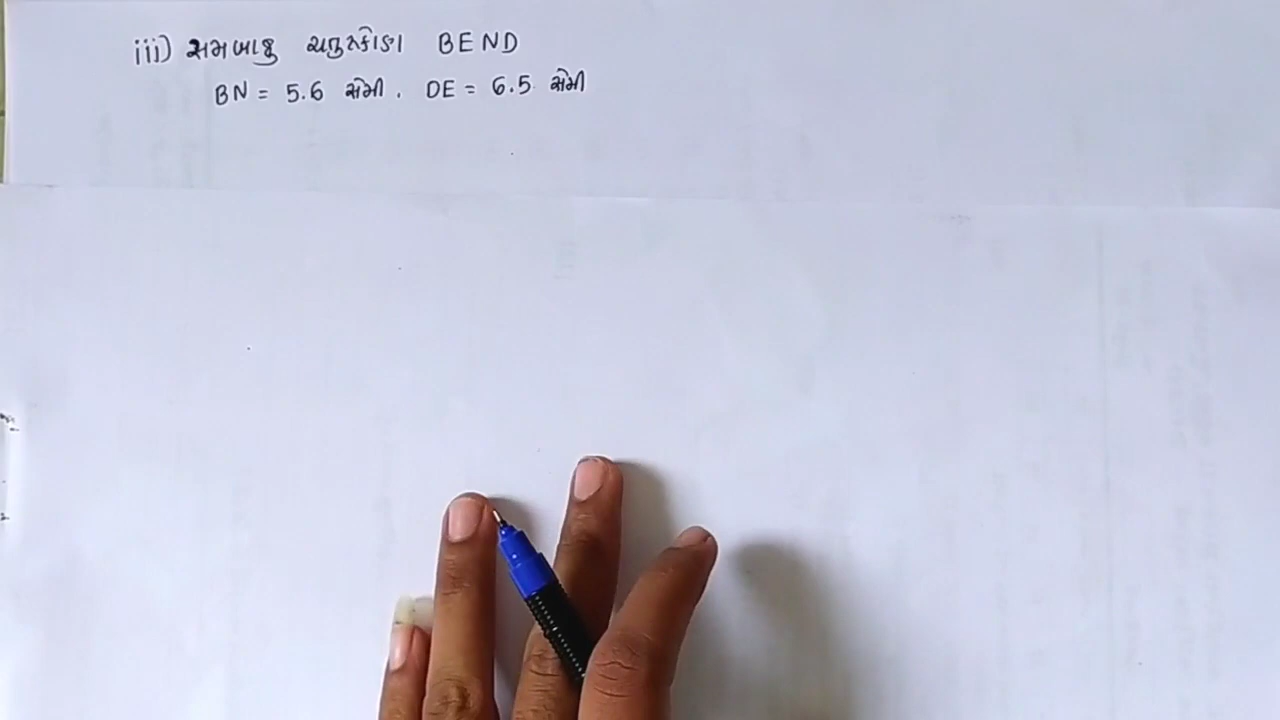 iii) સમબાજુ ચતુષ્કોણ BEND
BN = 5.6 સેમી. DE = 6.5 સેમી